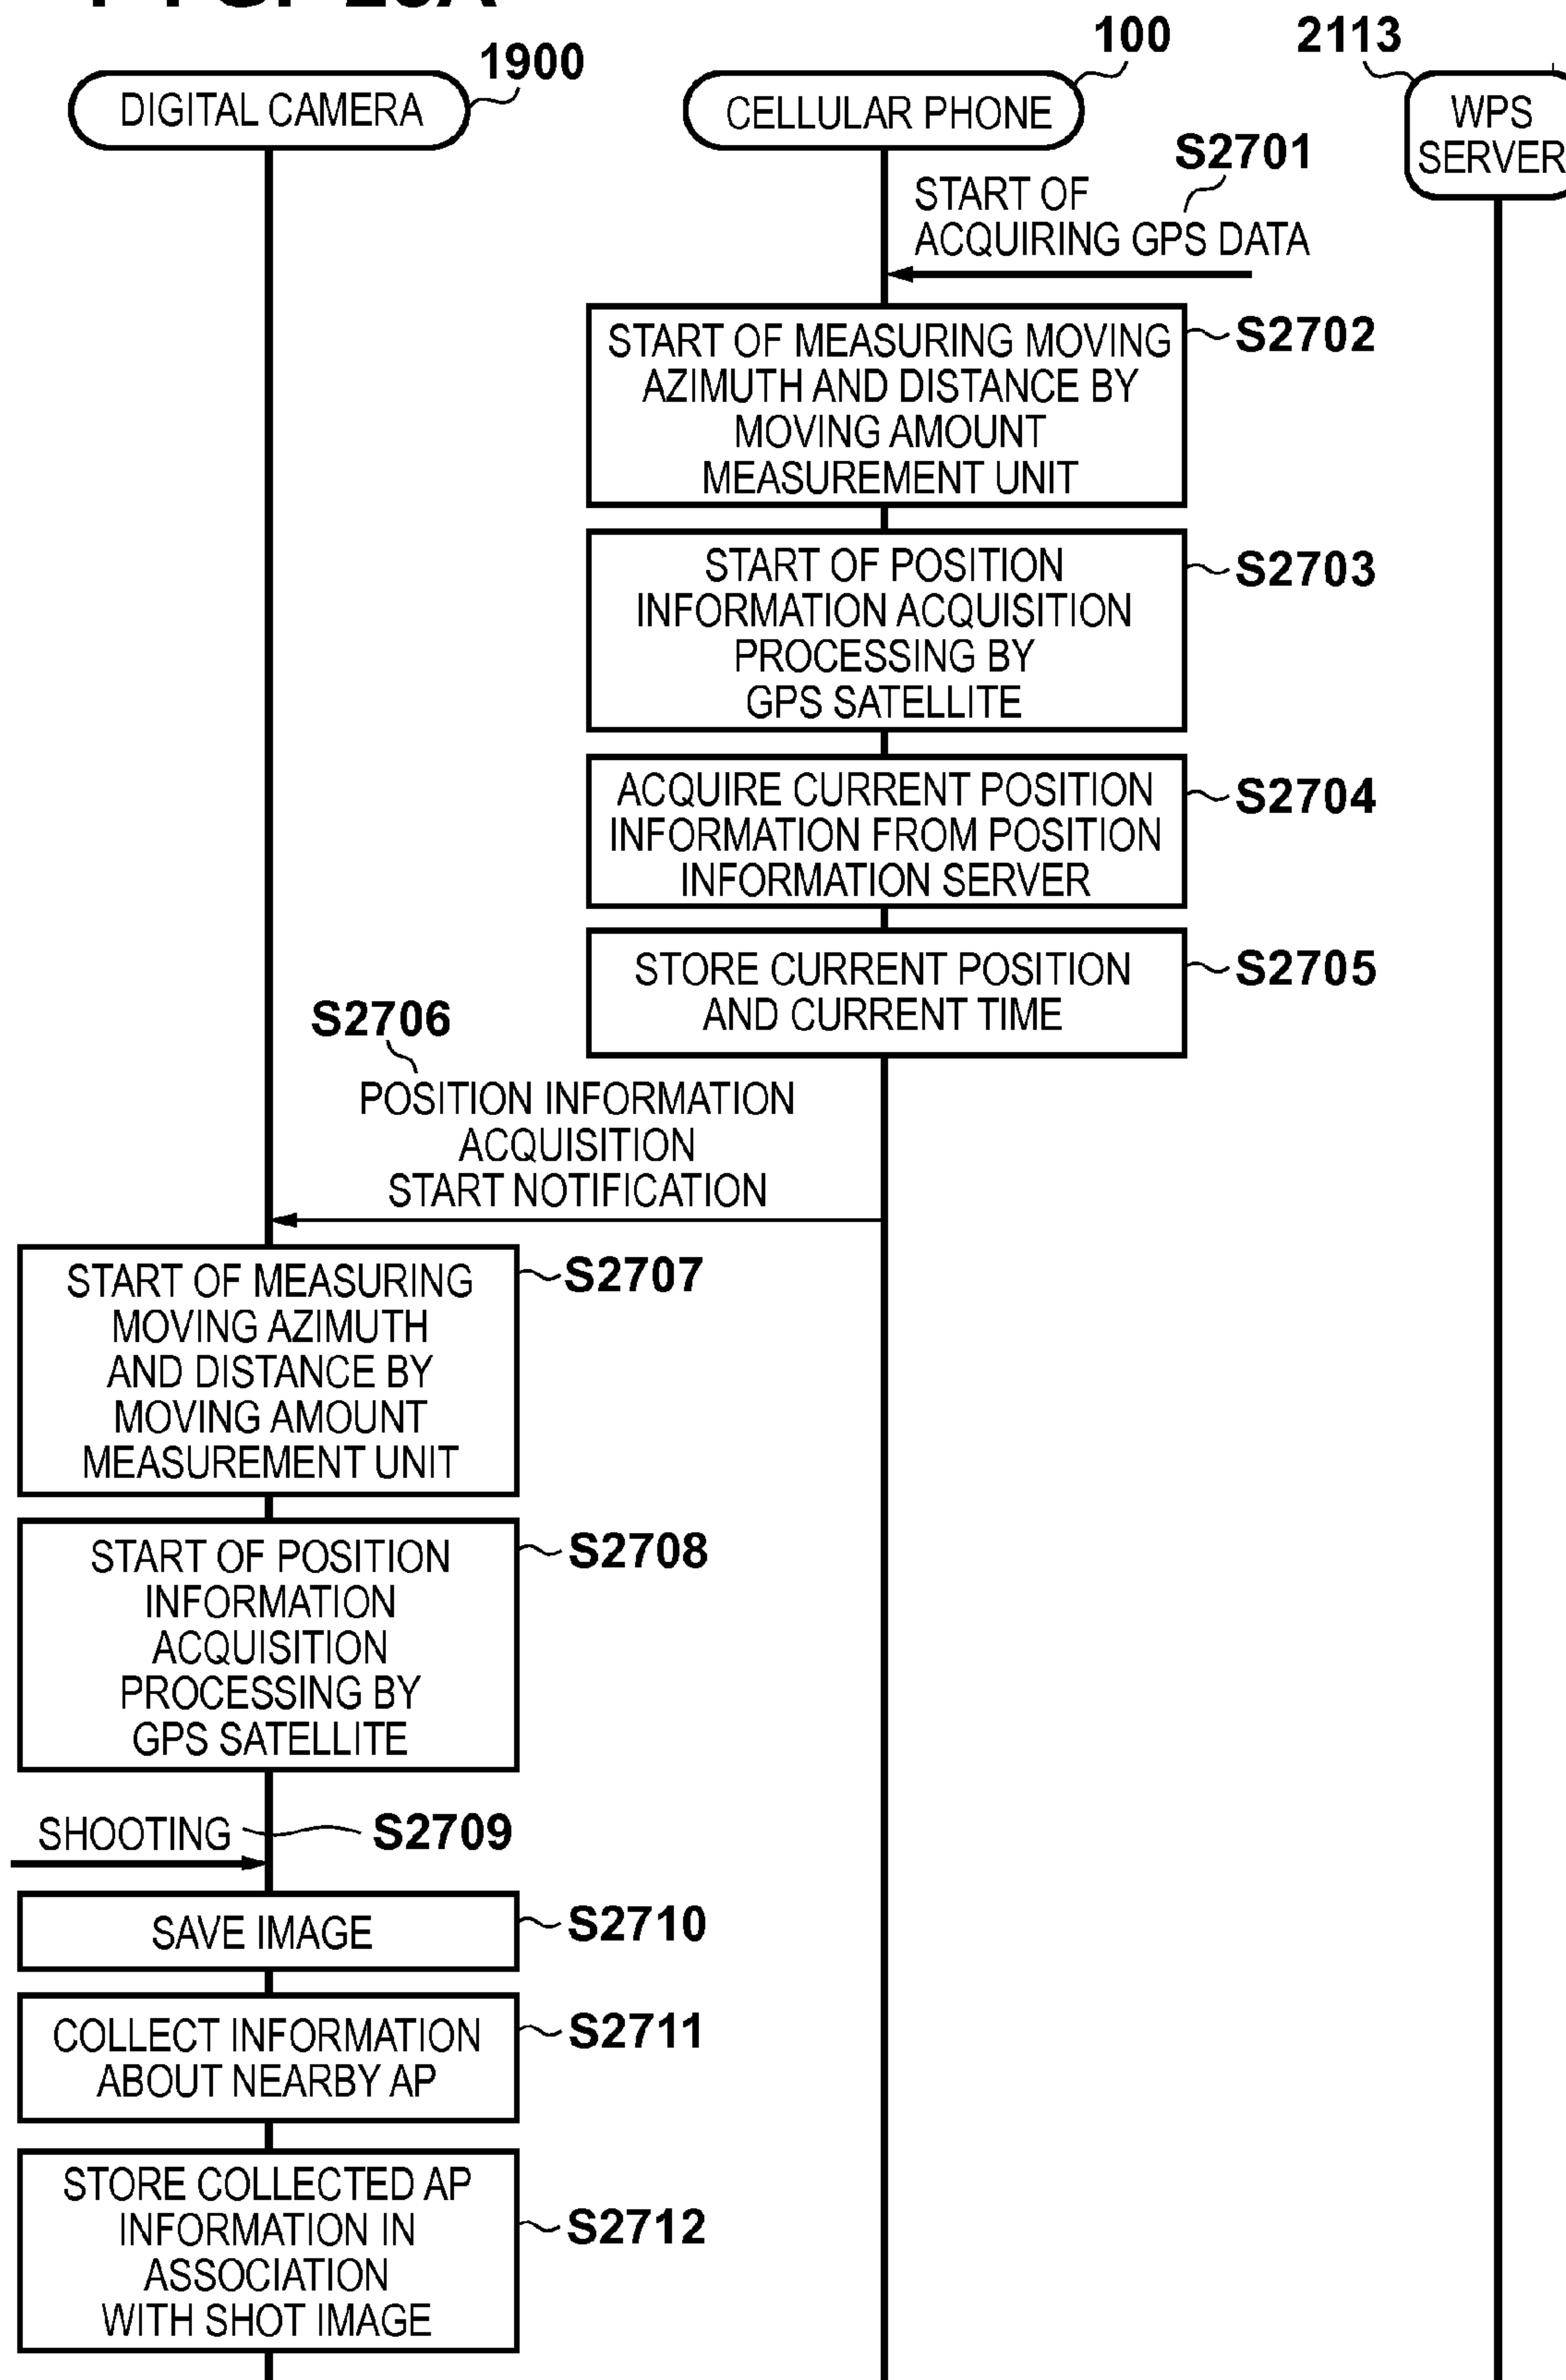 1900
100
2113
DIGITAL CAMERA
CELLULAR PHONE
WPS
SERVER
S2701
START OF
ACQUIRING GPS DATA
START OF MEASURING MOVING
AZIMUTH AND DISTANCE BY
MOVING AMOUNT
MEASUREMENT UNIT
S2702
START OF POSITION
INFORMATION ACQUISITION
PROCESSING BY
GPS SATELLITE
S2703
ACQUIRE CURRENT POSITION
INFORMATION FROM POSITION
INFORMATION SERVER
S2704
STORE CURRENT POSITION
AND CURRENT TIME
S2705
S2706
POSITION INFORMATION
ACQUISITION
START NOTIFICATION
START OF MEASURING
MOVING AZIMUTH
AND DISTANCE BY
MOVING AMOUNT
MEASUREMENT UNIT
S2707
START OF POSITION
INFORMATION
ACQUISITION
PROCESSING BY
GPS SATELLITE
S2708
SHOOTING
S2709
SAVE IMAGE
S2710
COLLECT INFORMATION
ABOUT NEARBY AP
S2711
STORE COLLECTED AP
INFORMATION IN
ASSOCIATION
WITH SHOT IMAGE
S2712